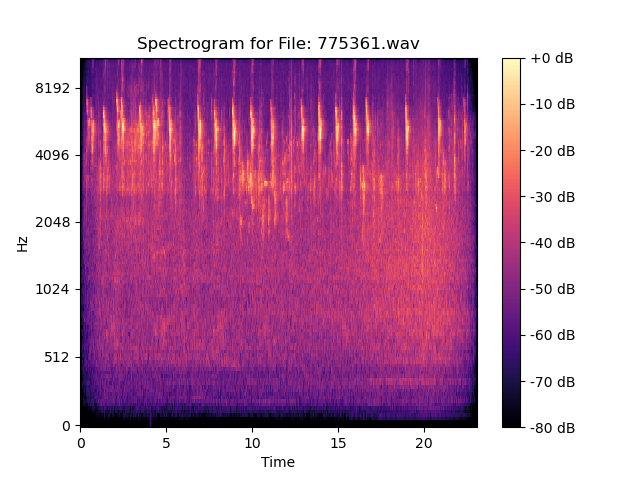 Spectrogram for File: 775361.wav
Hz
8192
4096
2048
1024
512
0
0 5 10 15 20
Time
+0 dB
-10 dB
-20 dB
-30 dB
-40 dB
-50 dB
-60 dB
-70 dB
-80 dB